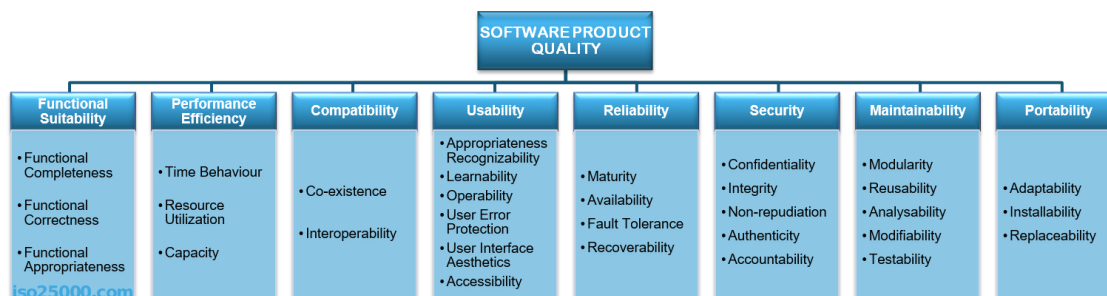 SOFTWARE PRODUCT
QUALITY
Functional
Suitability
• Functional
Completeness
• Functional
Correctness
• Functional
Appropriateness
Performance
Efficiency
• Time Behaviour
• Resource
Utilization
• Capacity
Compatibility
• Co-existence
• Interoperability
Usability
• Appropriateness
Recognizability
• Learnability
• Operability
• User Error
Protection
• User Interface
Aesthetics
• Accessibility
Reliability
• Maturity
• Availability
• Fault Tolerance
• Recoverability
Security
• Confidentiality
• Integrity
• Non-repudiation
• Authenticity
• Accountability
Maintainability
• Modularity
• Reusability
• Analysability
• Modifiability
• Testability
Portability
• Adaptability
• Installability
• Replaceability
iso25000.com